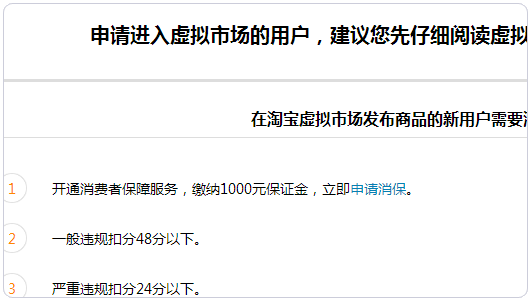 申请进入虚拟市场的用户，建议您先仔细阅读虚拟
在淘宝虚拟市场发布商品的新用户需要
1 开通消费者保障服务，缴纳1000元保证金，立即申请消保。
2 一般违规扣分48分以下。
3 严重违规扣分24分以下。